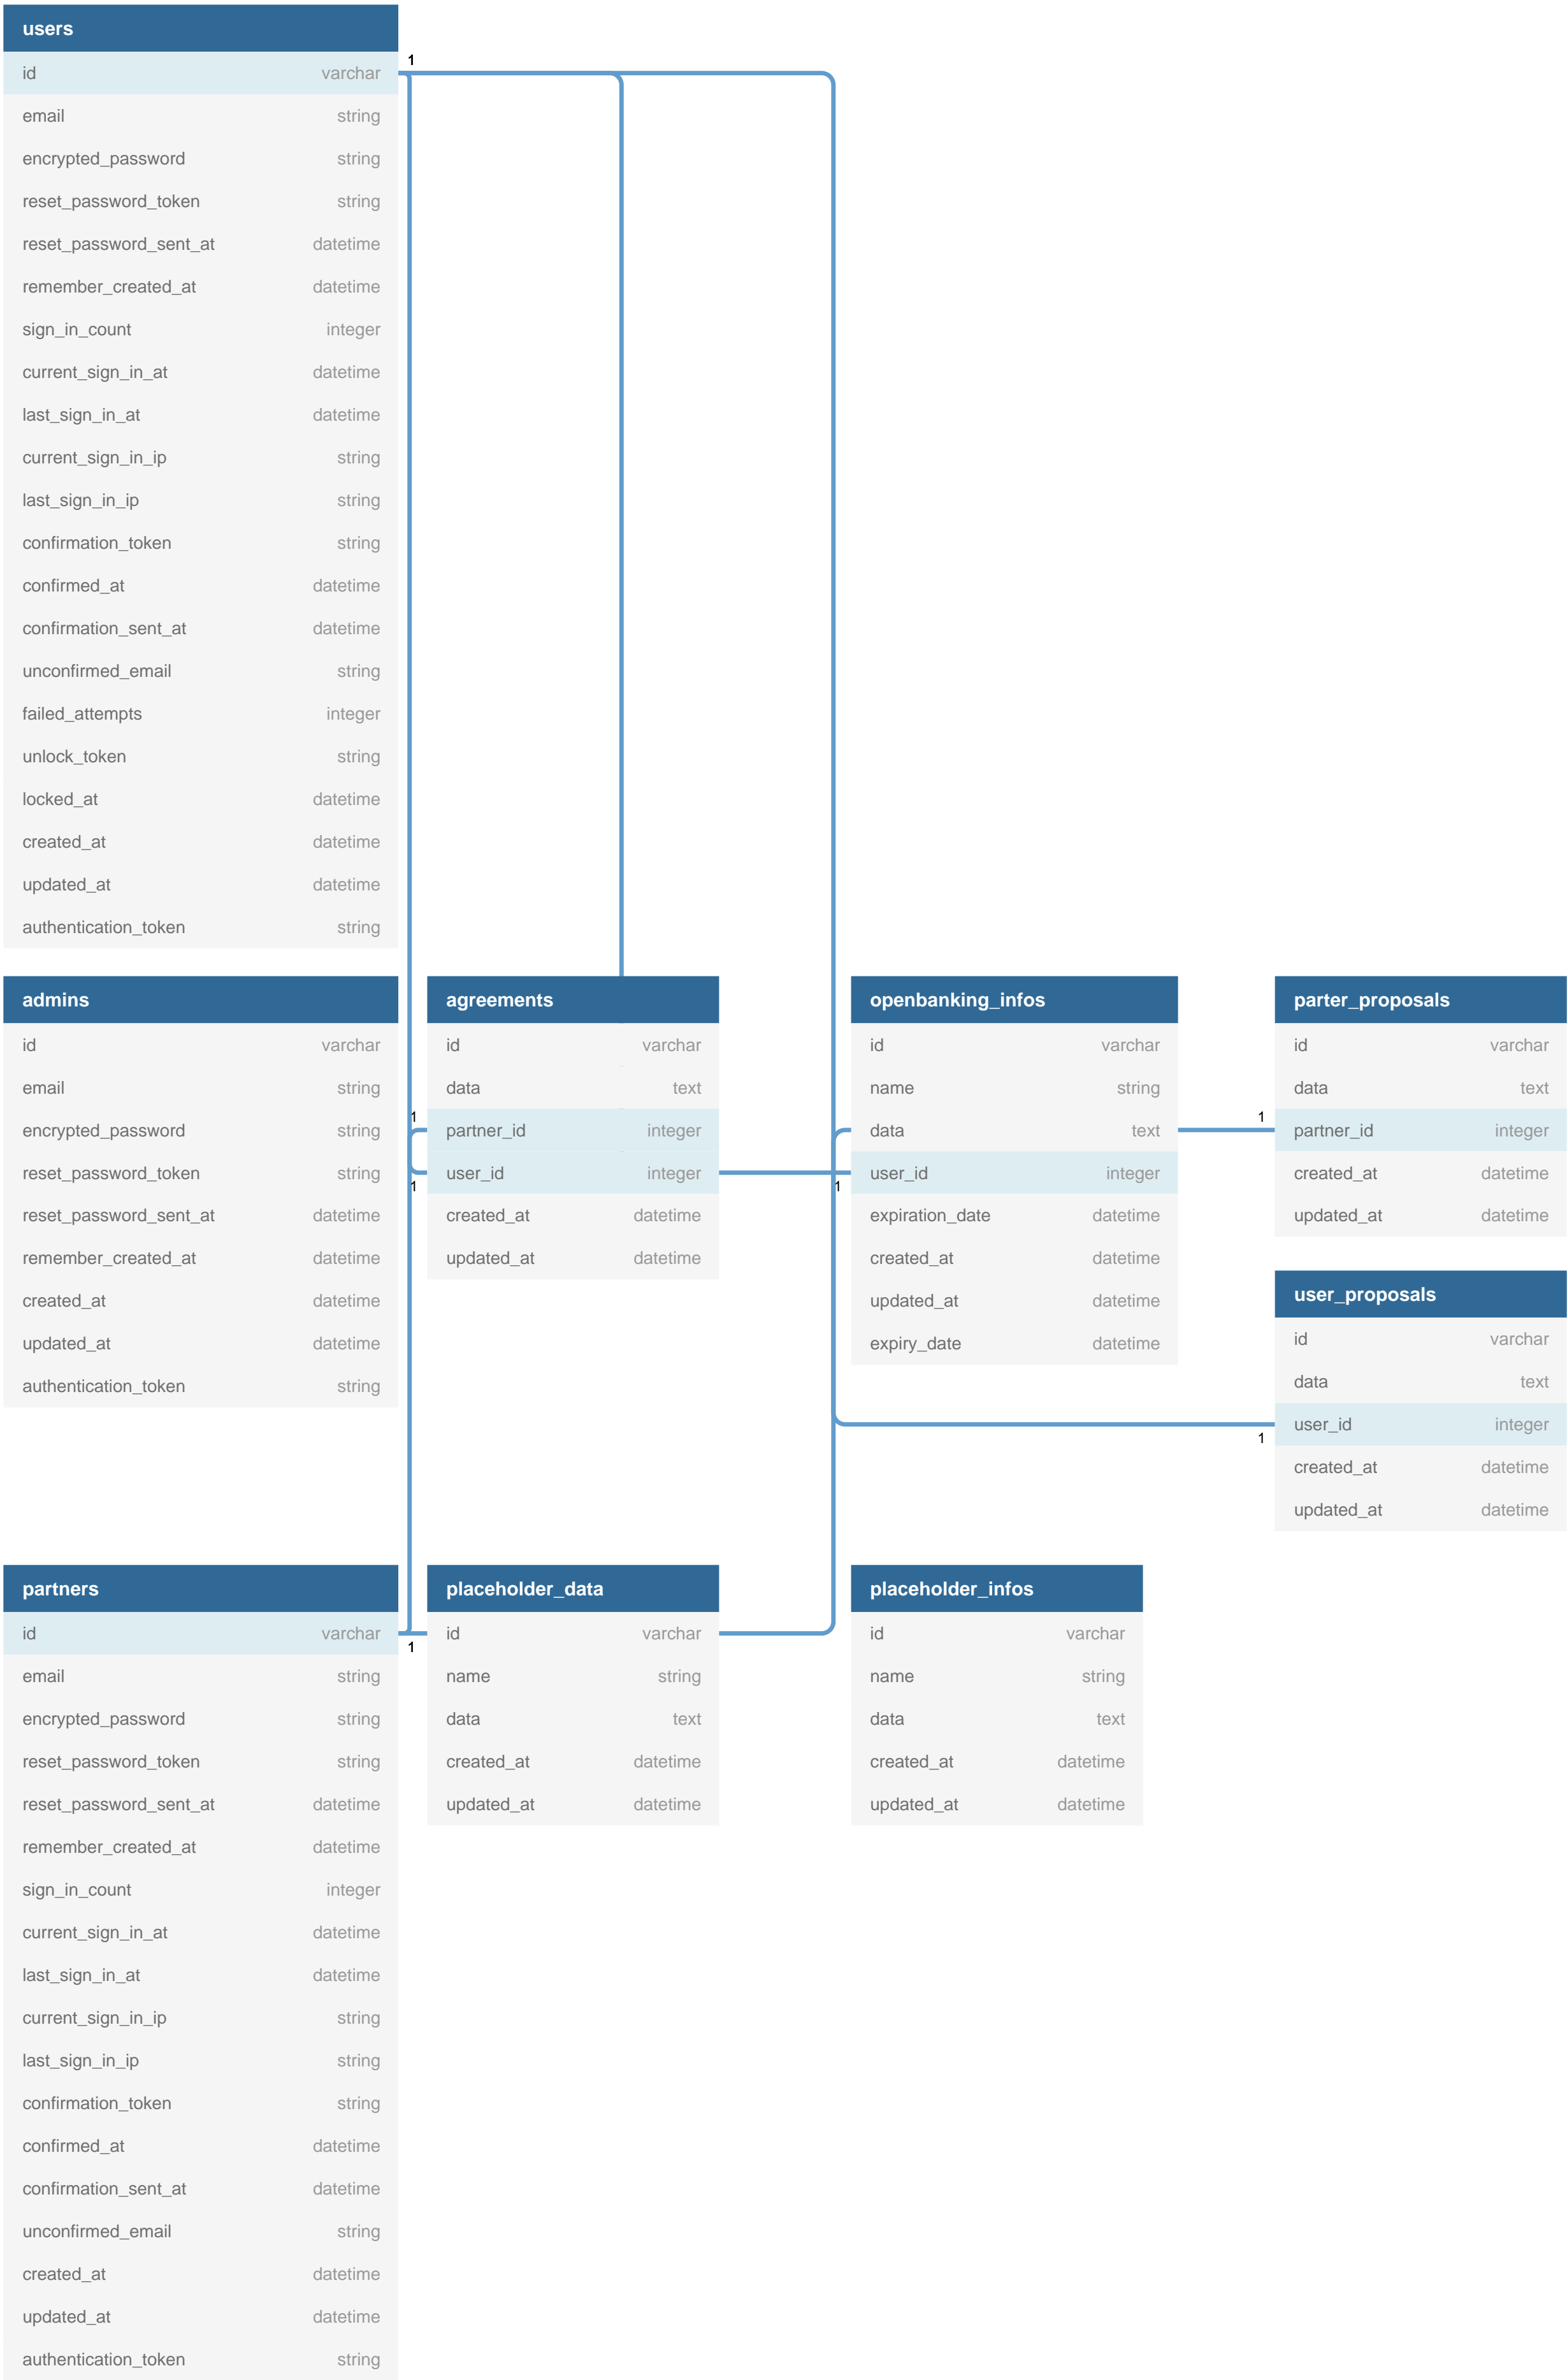 users
id varchar
1
email string
encrypted_password string
reset_password_token string
reset_password_sent_at datetime
remember_created_at datetime
sign_in_count integer
current_sign_in_at datetime
last_sign_in_at datetime
current_sign_in_ip string
last_sign_in_ip string
confirmation_token string
confirmed_at datetime
confirmation_sent_at datetime
unconfirmed_email string
failed_attempts integer
unlock_token string
locked_at datetime
created_at datetime
updated_at datetime
authentication_token string
admins
id varchar
email string
encrypted_password string
reset_password_token string
reset_password_sent_at datetime
remember_created_at datetime
created_at datetime
updated_at datetime
authentication_token string
agreements
id varchar
data text
1
partner_id integer
user_id integer
1
created_at datetime
updated_at datetime
openbanking_infos
id varchar
name string
data text
user_id integer
1
expiration_date datetime
created_at datetime
updated_at datetime
expiry_date datetime
parter_proposals
id varchar
data text
1
partner_id integer
created_at datetime
updated_at datetime
user_proposals
id varchar
data text
user_id integer
1
created_at datetime
updated_at datetime
partners
id varchar
1
email string
encrypted_password string
reset_password_token string
reset_password_sent_at datetime
remember_created_at datetime
sign_in_count integer
current_sign_in_at datetime
last_sign_in_at datetime
current_sign_in_ip string
last_sign_in_ip string
confirmation_token string
confirmed_at datetime
confirmation_sent_at datetime
unconfirmed_email string
created_at datetime
updated_at datetime
authentication_token string
placeholder_data
id varchar
name string
data text
created_at datetime
updated_at datetime
placeholder_infos
id varchar
name string
data text
created_at datetime
updated_at datetime